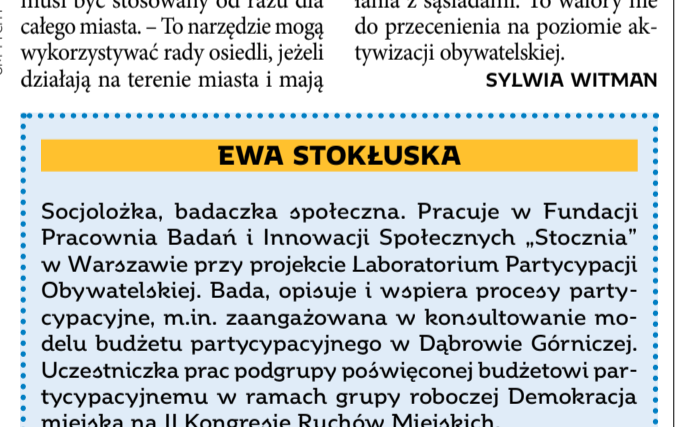 musi być stosowany od razu dla
całego miasta. – To narzędzie mogą
wykorzystywać rady osiedli, jeżeli
działają na terenie miasta i mają
łania z sąsiadami. To walory nie
do przecenienia na poziomie ak-
tywizacji obywatelskiej.
SYLWIA WITMAN
EWA STOKŁUSKA
Socjolożka, badaczka społeczna. Pracuje w Fundacji
Pracownia Badań i Innowacji Społecznych „Stocznia”
w Warszawie przy projekcie Laboratorium Partycypacji
Obywatelskiej. Bada, opisuje i wspiera procesy party-
cypacyjne, m.in. zaangażowana w konsultowanie mo-
delu budżetu partycypacyjnego w Dąbrowie Górniczej.
Uczestniczka prac podgrupy poświęconej budżetowi par-
tycypacyjnemu w ramach grupy roboczej Demokracja
miejska na II Kongresie Ruchów Miejskich.